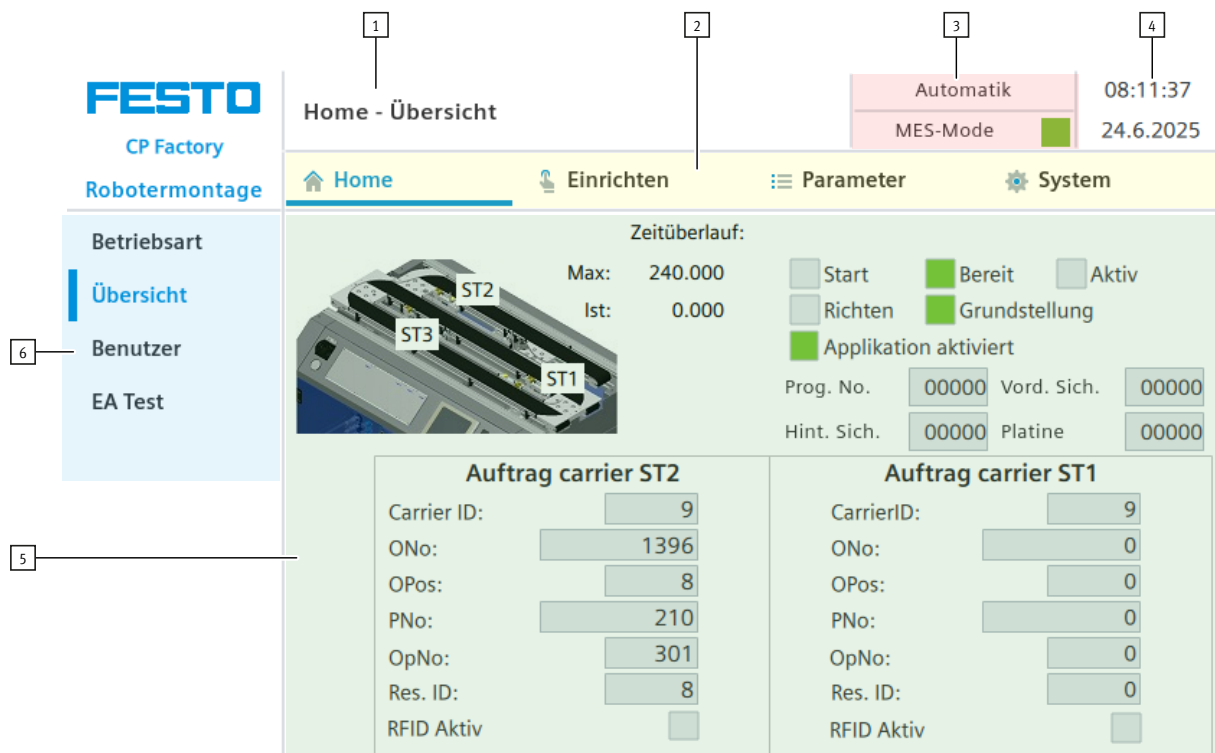 1
2
3
4
FESTO
CP Factory
Robotermontage
Home - Übersicht
Automatik
MES-Mode
08:11:37
24.6.2025
Home
Einrichten
Parameter
System
Betriebsart
Übersicht
6
Benutzer
EA Test
Zeitüberlauf:
Max: 240.000
Ist: 0.000
ST2
ST3
ST1
Start
Bereit
Aktiv
Richten
Grundstellung
Applikation aktiviert
Prog. No. 00000 Vord. Sich. 00000
Hint. Sich. 00000 Platine 00000
5
Auftrag carrier ST2
Carrier ID: 9
ONo: 1396
OPos: 8
PNo: 210
OpNo: 301
Res. ID: 8
RFID Aktiv
Auftrag carrier ST1
CarrierID: 9
ONo: 0
OPos: 0
PNo: 0
OpNo: 0
Res. ID: 0
RFID Aktiv